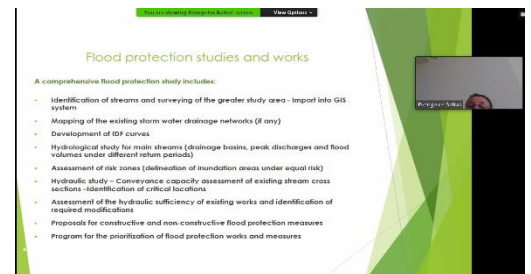 You are viewing Evangelos Baltas' screen
View Options
Flood protection studies and works
A comprehensive flood protection study includes:
Identification of streams and surveying of the greater study area - Import into GIS
system
Mapping of the existing storm water drainage networks (if any)
Development of IDF curves
Hydrological study for main streams (drainage basins, peak discharges and flood
volumes under different return periods)
Assessment of risk zones (delineation of inundation areas under equal risk)
Hydraulic study – Conveyance capacity assessment of existing stream cross
sections -Identification of critical locations
Assessment of the hydraulic sufficiency of existing works and identification of
required modifications
Proposals for constructive and non-constructive flood protection measures
Program for the prioritization of flood protection works and measures
Evangelos Baltas